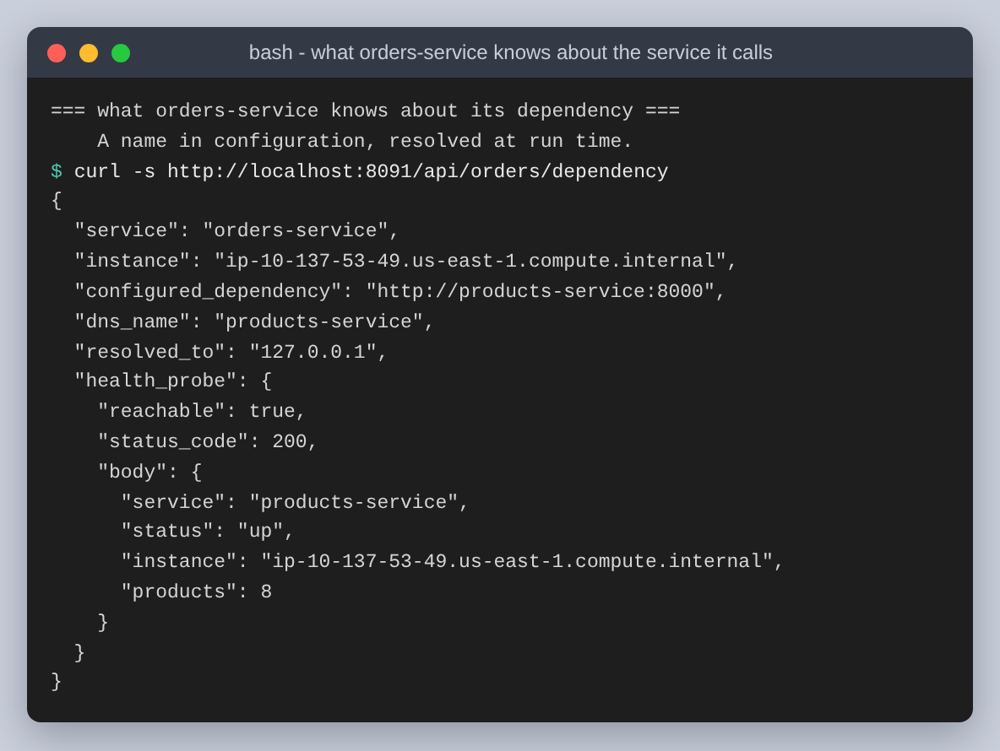 bash - what orders-service knows about the service it calls
=== what orders-service knows about its dependency ===
    A name in configuration, resolved at run time.
$ curl -s http://localhost:8091/api/orders/dependency
{
  "service": "orders-service",
  "instance": "ip-10-137-53-49.us-east-1.compute.internal",
  "configured_dependency": "http://products-service:8000",
  "dns_name": "products-service",
  "resolved_to": "127.0.0.1",
  "health_probe": {
    "reachable": true,
    "status_code": 200,
    "body": {
      "service": "products-service",
      "status": "up",
      "instance": "ip-10-137-53-49.us-east-1.compute.internal",
      "products": 8
    }
  }
}